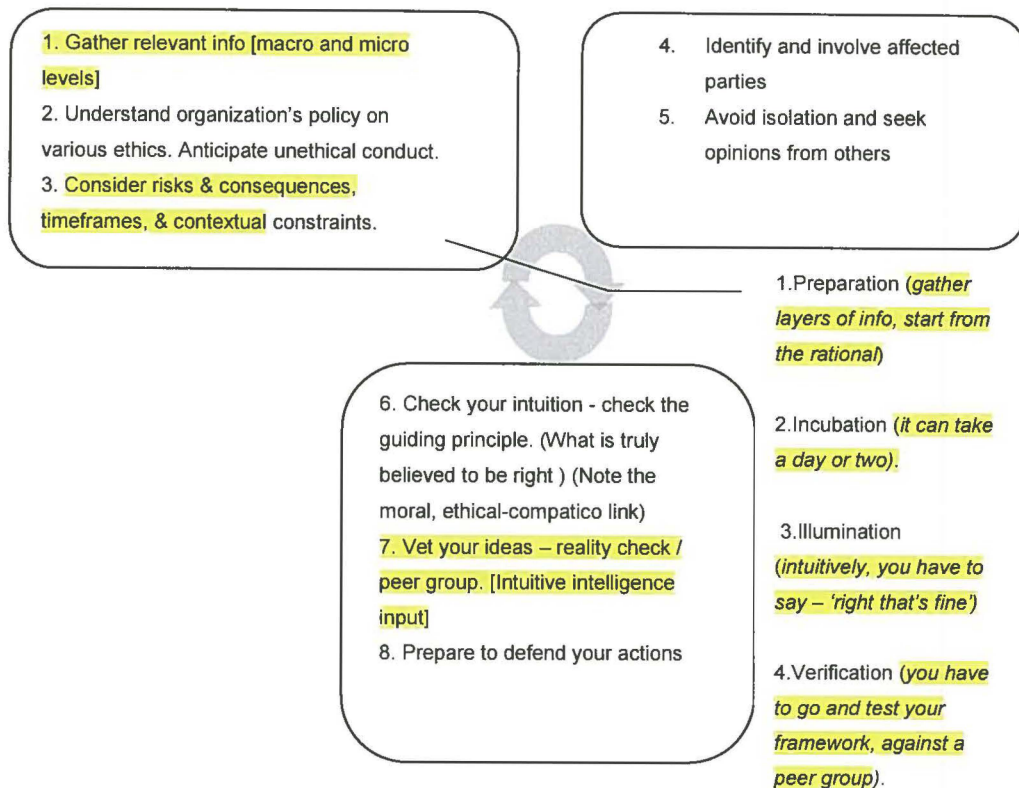 1. Gather relevant info [macro and micro
levels]
2. Understand organization's policy on
various ethics. Anticipate unethical conduct.
3. Consider risks & consequences,
timeframes, & contextual constraints.
4. Identify and involve affected
parties
5. Avoid isolation and seek
opinions from others
6. Check your intuition - check the
guiding principle. (What is truly
believed to be right ) (Note the
moral, ethical-compatico link)
7. Vet your ideas – reality check /
peer group. [Intuitive intelligence
input]
8. Prepare to defend your actions
1.Preparation (gather
layers of info, start from
the rational)
2.Incubation (it can take
a day or two).
3.Illumination
(intuitively, you have to
say – ‘right that's fine’)
4.Verification (you have
to go and test your
framework, against a
peer group).